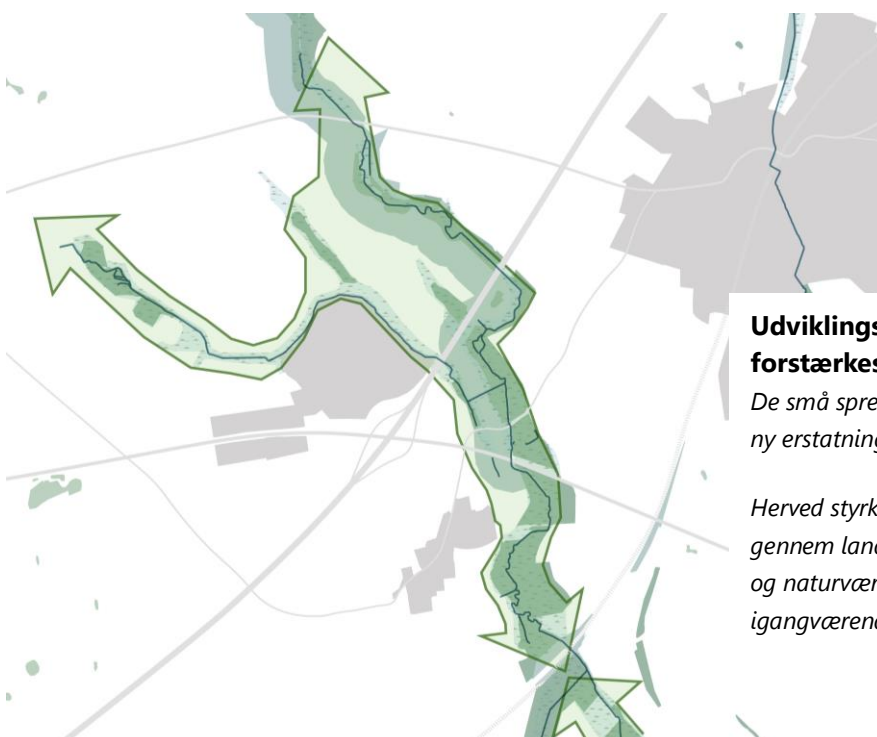 Udviklings
forstærkes
De små spre
ny erstatning
Herved styrk
gennem land
og naturvær
igangværend